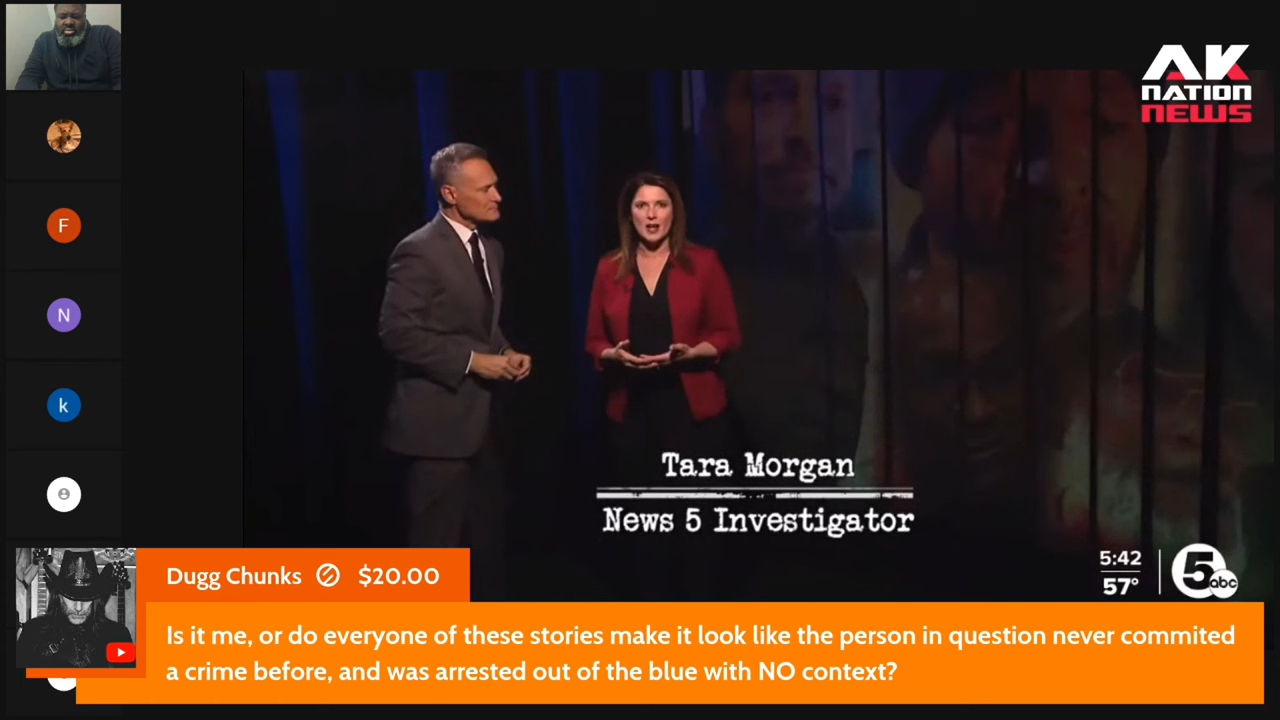 AK
NATION
NEWS
F
N
k
Tara Morgan
News 5 Investigator
5:42
57°
5 abc
Dugg Chunks $20.00
Is it me, or do everyone of these stories make it look like the person in question never commited
a crime before, and was arrested out of the blue with NO context?